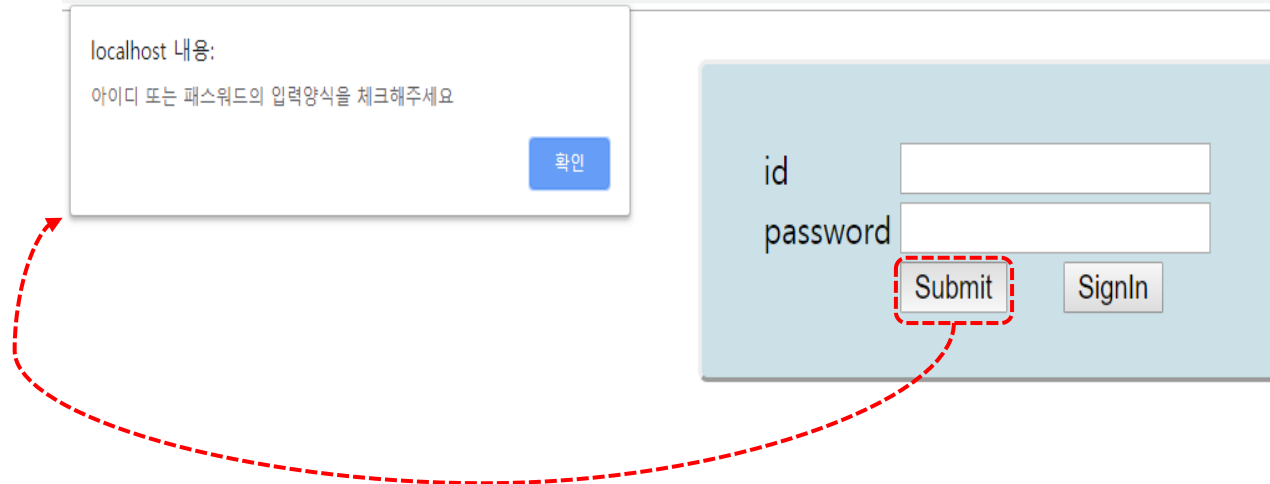 localhost 내용:
아이디 또는 패스워드의 입력양식을 체크해주세요
확인
id
password
Submit SignIn